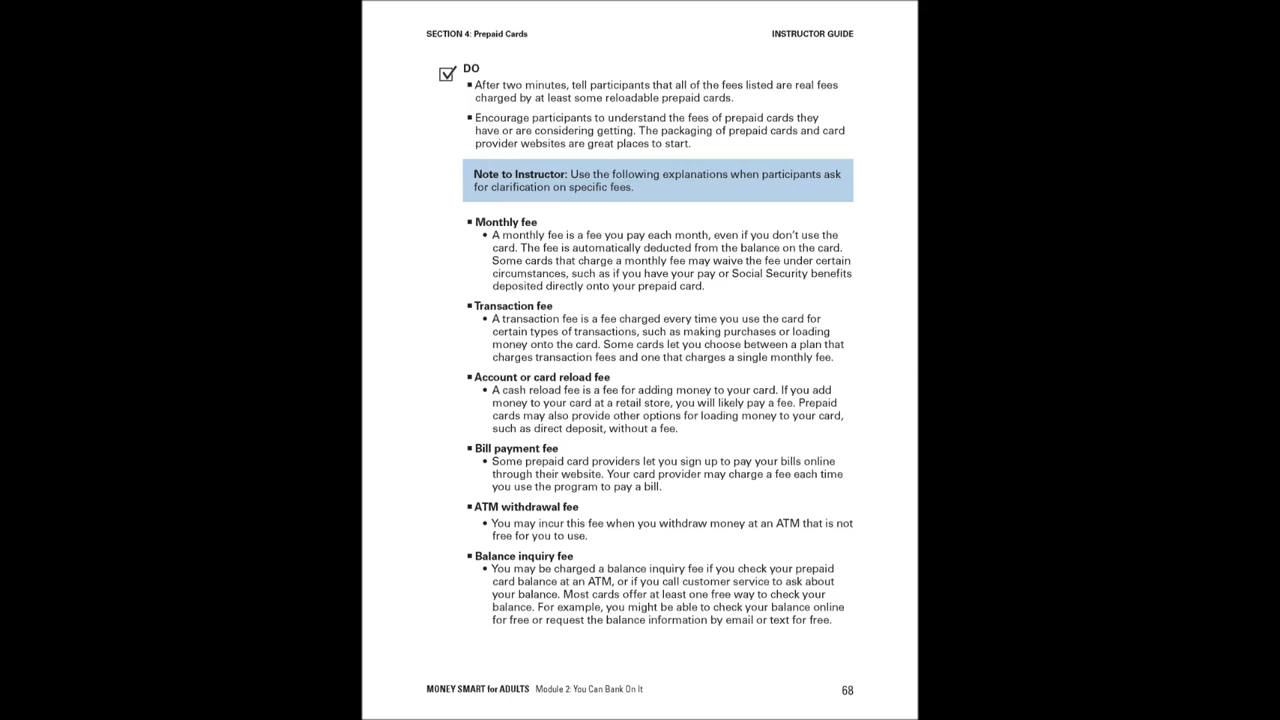 SECTION 4: Prepaid Cards INSTRUCTOR GUIDE
DO
▪ After two minutes, tell participants that all of the fees listed are real fees
charged by at least some reloadable prepaid cards.
▪ Encourage participants to understand the fees of prepaid cards they
have or are considering getting. The packaging of prepaid cards and card
provider websites are great places to start.
Note to Instructor: Use the following explanations when participants ask
for clarification on specific fees.
▪ Monthly fee
• A monthly fee is a fee you pay each month, even if you don’t use the
card. The fee is automatically deducted from the balance on the card.
Some cards that charge a monthly fee may waive the fee under certain
circumstances, such as if you have your pay or Social Security benefits
deposited directly onto your prepaid card.
▪ Transaction fee
• A transaction fee is a fee charged every time you use the card for
certain types of transactions, such as making purchases or loading
money onto the card. Some cards let you choose between a plan that
charges transaction fees and one that charges a single monthly fee.
▪ Account or card reload fee
• A cash reload fee is a fee for adding money to your card. If you add
money to your card at a retail store, you will likely pay a fee. Prepaid
cards may also provide other options for loading money to your card,
such as direct deposit, without a fee.
▪ Bill payment fee
• Some prepaid card providers let you sign up to pay your bills online
through their website. Your card provider may charge a fee each time
you use the program to pay a bill.
▪ ATM withdrawal fee
• You may incur this fee when you withdraw money at an ATM that is not
free for you to use.
▪ Balance inquiry fee
• You may be charged a balance inquiry fee if you check your prepaid
card balance at an ATM, or if you call customer service to ask about
your balance. Most cards offer at least one free way to check your
balance. For example, you might be able to check your balance online
for free or request the balance information by email or text for free.
MONEY SMART for ADULTS Module 2: You Can Bank On It 68